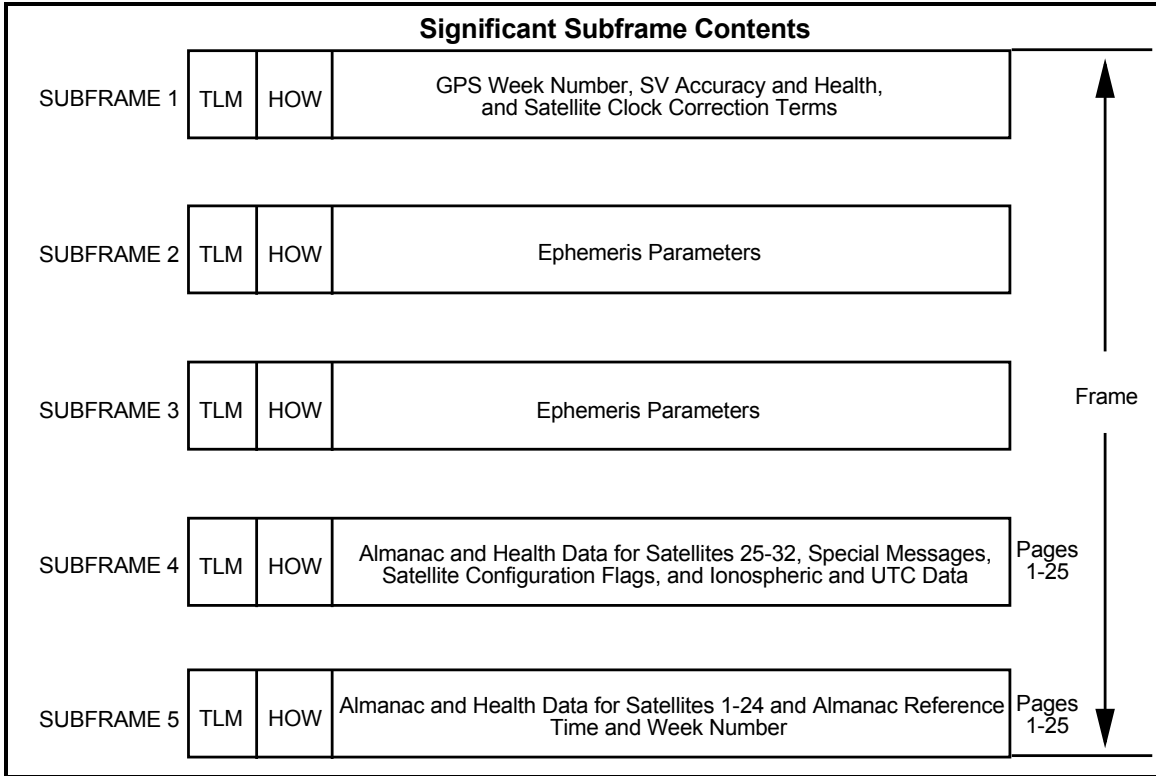 Significant Subframe Contents
SUBFRAME 1 TLM HOW GPS Week Number, SV Accuracy and Health,
and Satellite Clock Correction Terms
SUBFRAME 2 TLM HOW Ephemeris Parameters
SUBFRAME 3 TLM HOW Ephemeris Parameters
Frame
SUBFRAME 4 TLM HOW Almanac and Health Data for Satellites 25-32, Special Messages,
Satellite Configuration Flags, and Ionospheric and UTC Data
Pages
1-25
SUBFRAME 5 TLM HOW Almanac and Health Data for Satellites 1-24 and Almanac Reference
Time and Week Number
Pages
1-25